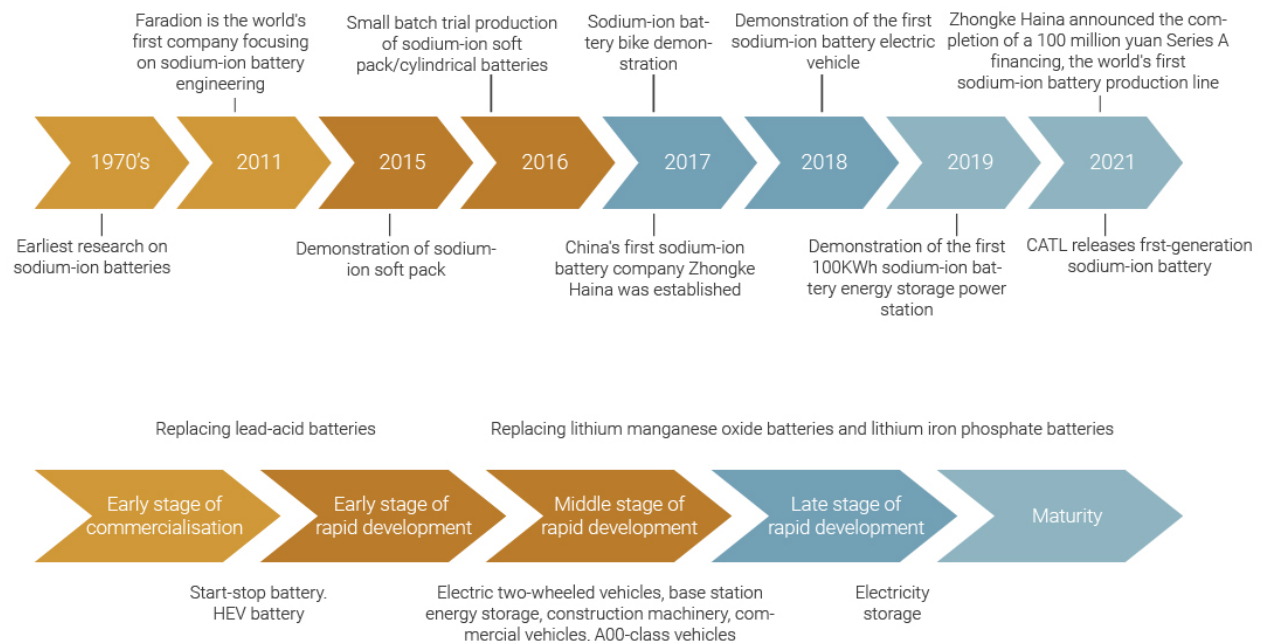 Faradion is the world's
first company focusing
on sodium-ion battery
engineering
Small batch trial production
of sodium-ion soft
pack/cylindrical batteries
Sodium-ion bat-
tery bike demon-
stration
Demonstration of the first
sodium-ion battery electric
vehicle
Zhongke Haina announced the com-
pletion of a 100 million yuan Series A
financing, the world's first
sodium-ion battery production line
1970's
2011
2015
2016
2017
2018
2019
2021
Earliest research on
sodium-ion batteries
Demonstration of sodium-
ion soft pack
China's first sodium-ion
battery company Zhongke
Haina was established
Demonstration of the first
100KWh sodium-ion bat-
tery energy storage power
station
CATL releases frst-generation
sodium-ion battery
Replacing lead-acid batteries
Replacing lithium manganese oxide batteries and lithium iron phosphate batteries
Early stage of
commercialisation
Early stage of
rapid development
Middle stage of
rapid development
Late stage of
rapid development
Maturity
Start-stop battery.
HEV battery
Electric two-wheeled vehicles, base station
energy storage, construction machinery, com-
mercial vehicles, A00-class vehicles
Electricity
storage